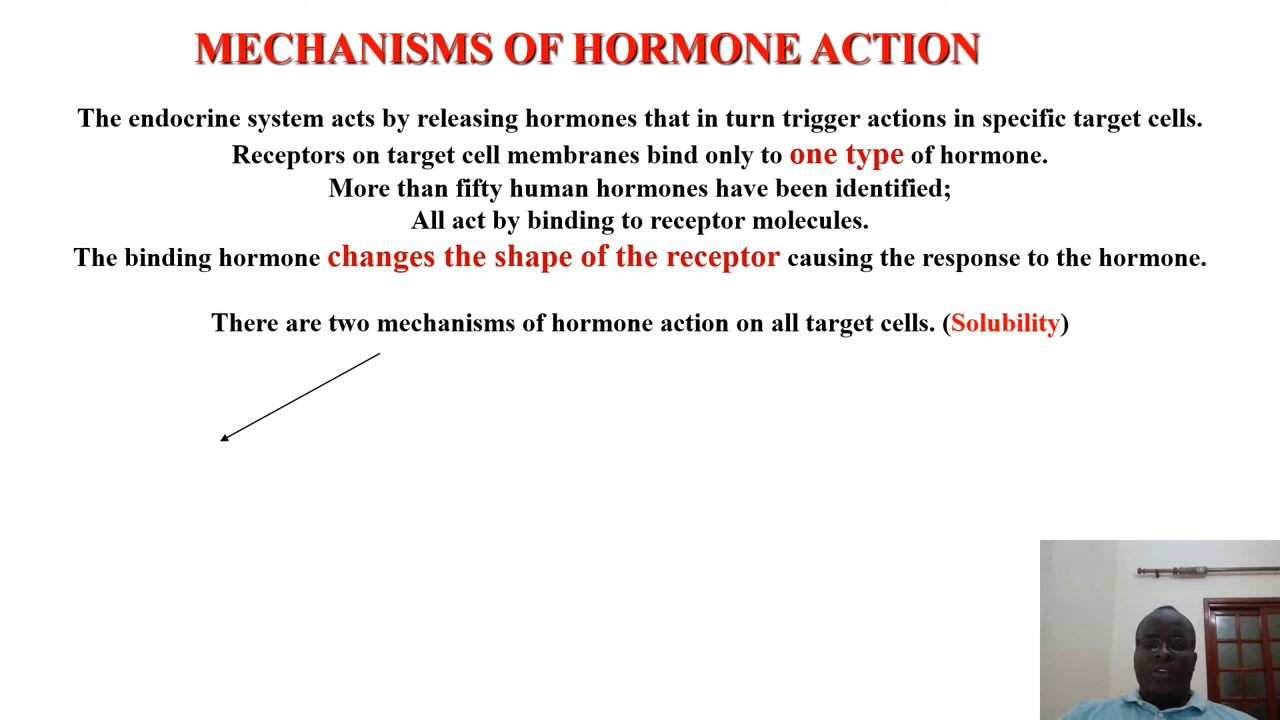 MECHANISMS OF HORMONE ACTION
The endocrine system acts by releasing hormones that in turn trigger actions in specific target cells.
Receptors on target cell membranes bind only to one type of hormone.
More than fifty human hormones have been identified;
All act by binding to receptor molecules.
The binding hormone changes the shape of the receptor causing the response to the hormone.
There are two mechanisms of hormone action on all target cells. (Solubility)